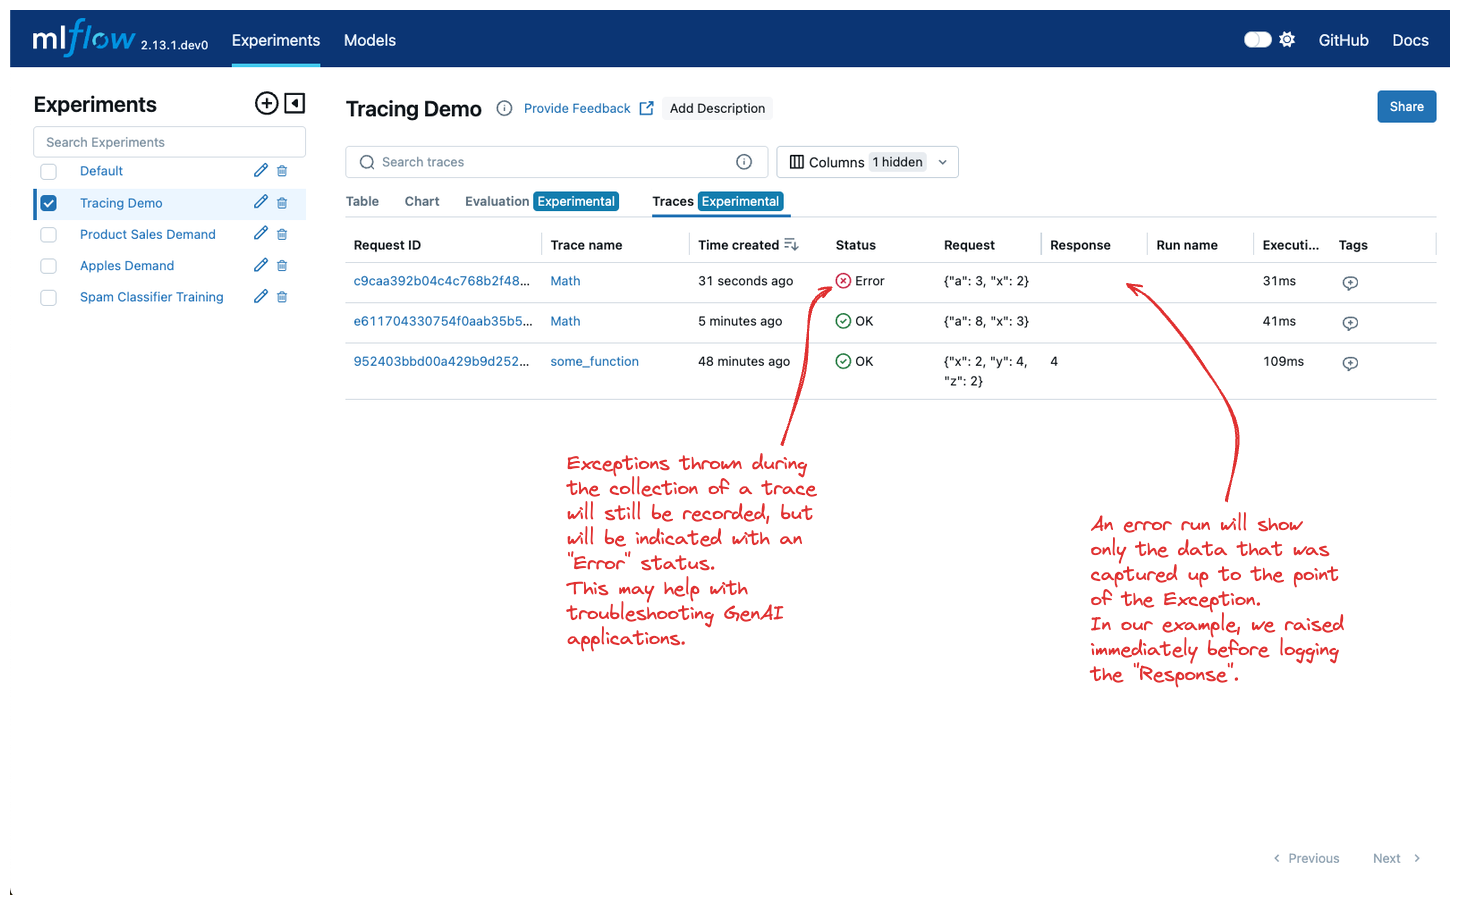 mlflow 2.13.1.dev0 Experiments Models GitHub Docs
Experiments
Search Experiments
Default
Tracing Demo
Product Sales Demand
Apples Demand
Spam Classifier Training
Tracing Demo Provide Feedback Add Description Share
Search traces Columns 1 hidden
Table Chart Evaluation Experimental Traces Experimental
Request ID Trace name Time created Status Request Response Run name Executi... Tags
c9caa392b04c4c768b2f48... Math 31 seconds ago Error {"a": 3, "x": 2} 31ms
e611704330754f0aab35b5... Math 5 minutes ago OK {"a": 8, "x": 3} 41ms
952403bbd00a429b9d252... some_function 48 minutes ago OK {"x": 2, "y": 4, 4 109ms
"z": 2}
Exceptions thrown during
the collection of a trace
will still be recorded, but
will be indicated with an
"Error" status.
This may help with
troubleshooting GenAI
applications.
An error run will show
only the data that was
captured up to the point
of the Exception.
In our example, we raised
immediately before logging
the "Response".
Previous Next